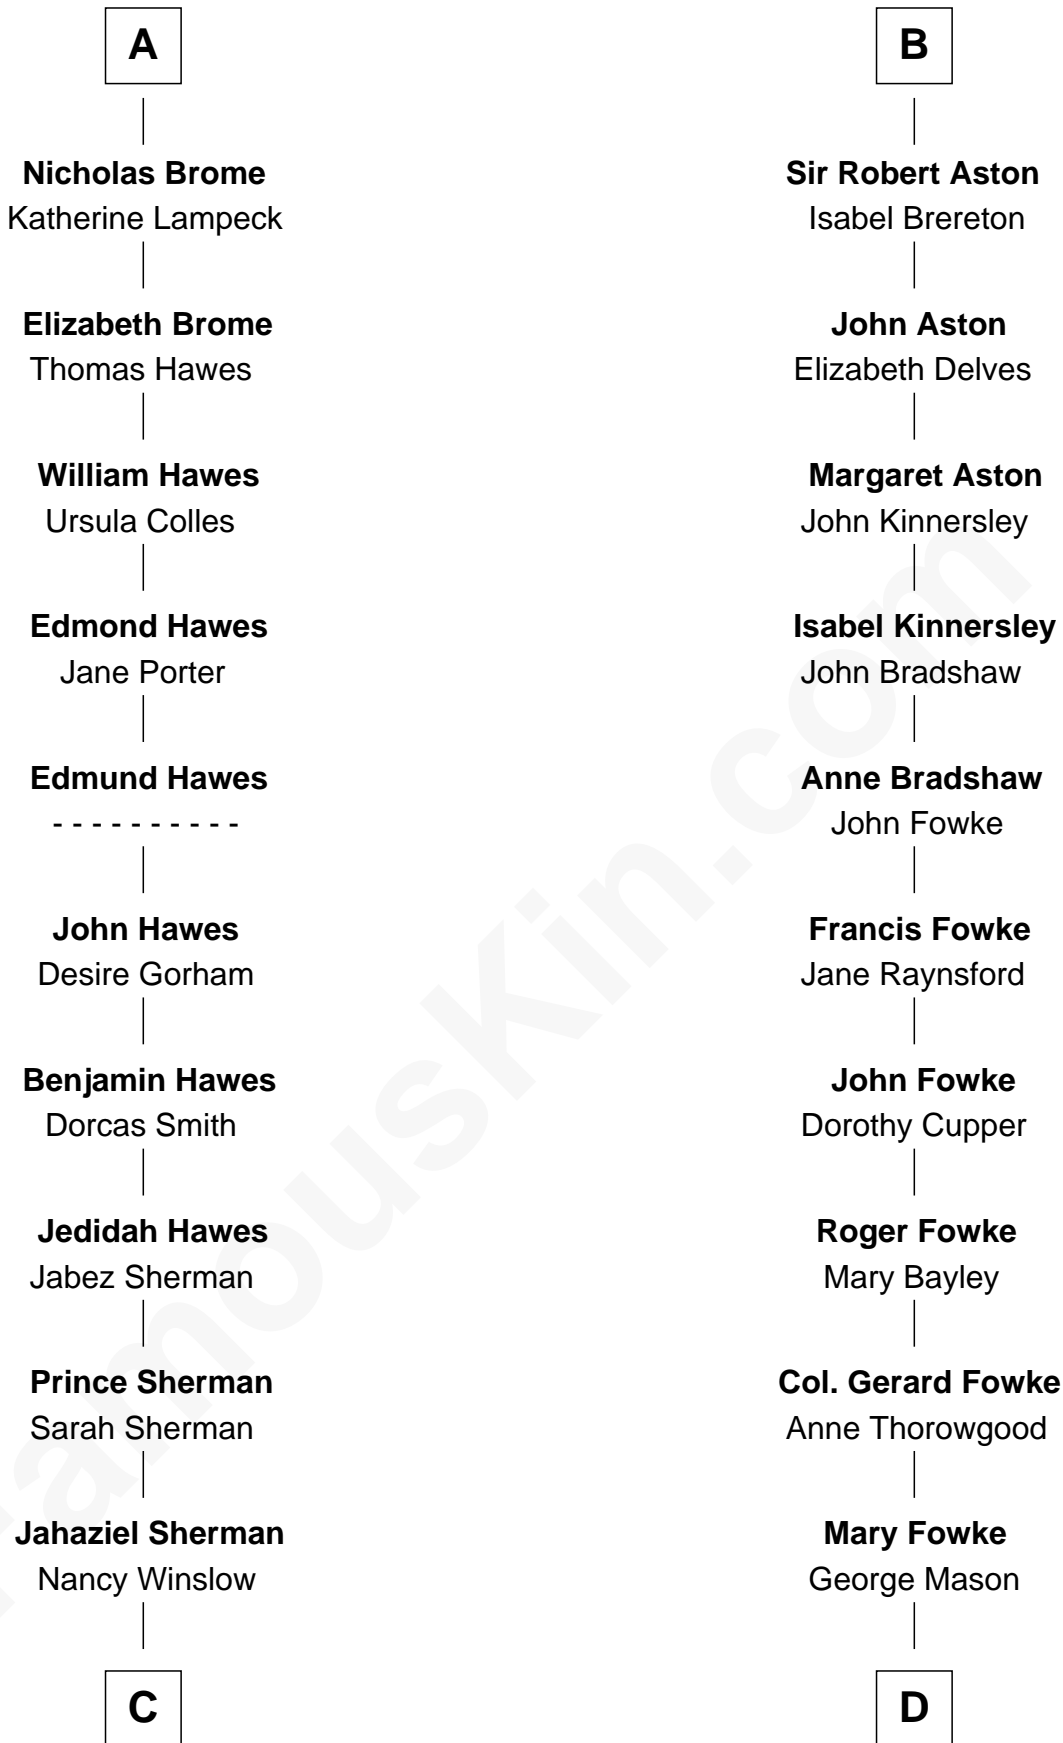 A
Nicholas Brome
Katherine Lampeck
Elizabeth Brome
Thomas Hawes
William Hawes
Ursula Colles
Edmond Hawes
Jane Porter
Edmund Hawes
- - - - - - - - - -
John Hawes
Desire Gorham
Benjamin Hawes
Dorcas Smith
Jedidah Hawes
Jabez Sherman
Prince Sherman
Sarah Sherman
Jahaziel Sherman
Nancy Winslow
C
B
Sir Robert Aston
Isabel Brereton
John Aston
Elizabeth Delves
Margaret Aston
John Kinnersley
Isabel Kinnersley
John Bradshaw
Anne Bradshaw
John Fowke
Francis Fowke
Jane Raynsford
John Fowke
Dorothy Cupper
Roger Fowke
Mary Bayley
Col. Gerard Fowke
Anne Thorowgood
Mary Fowke
George Mason
D
FamousKin.com